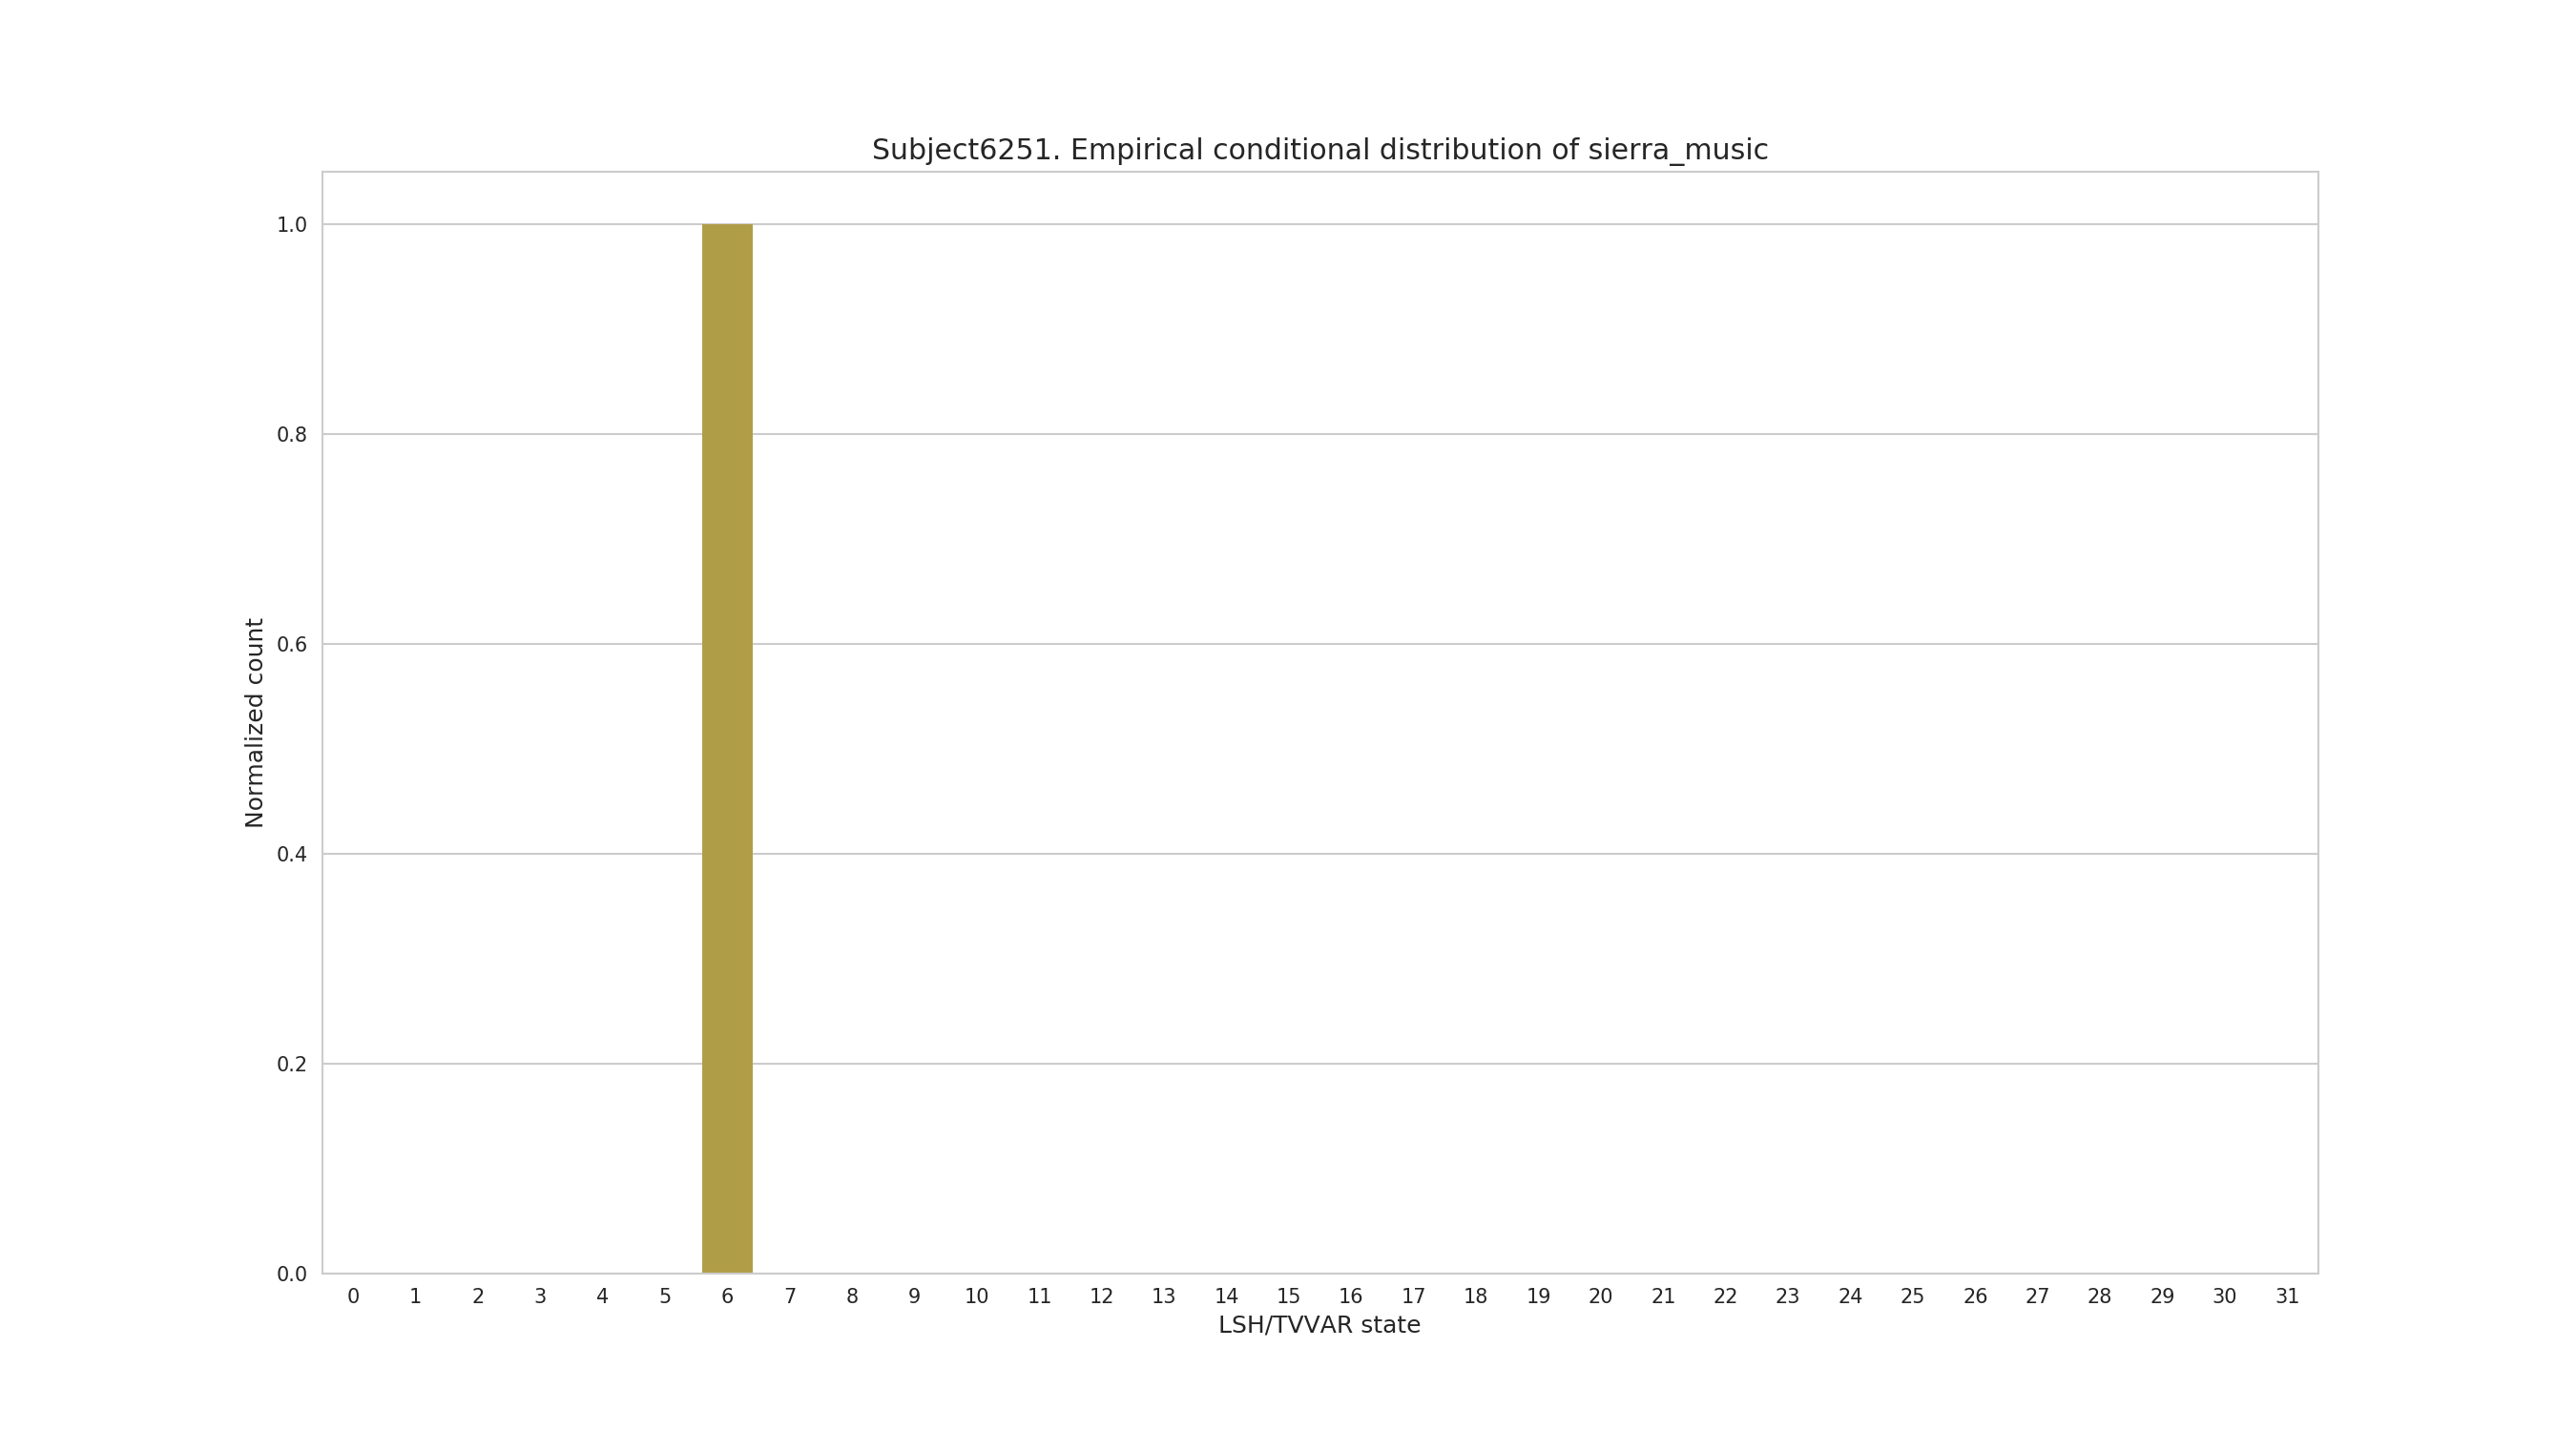 Subject6251. Empirical conditional distribution of sierra_music
1.0
0.8
0.6
0.4
0.2
0.0
Normalized count
0 1 2 3 4 5 6 7 8 9 10 11 12 13 14 15 16 17 18 19 20 21 22 23 24 25 26 27 28 29 30 31
LSH/TVVAR state